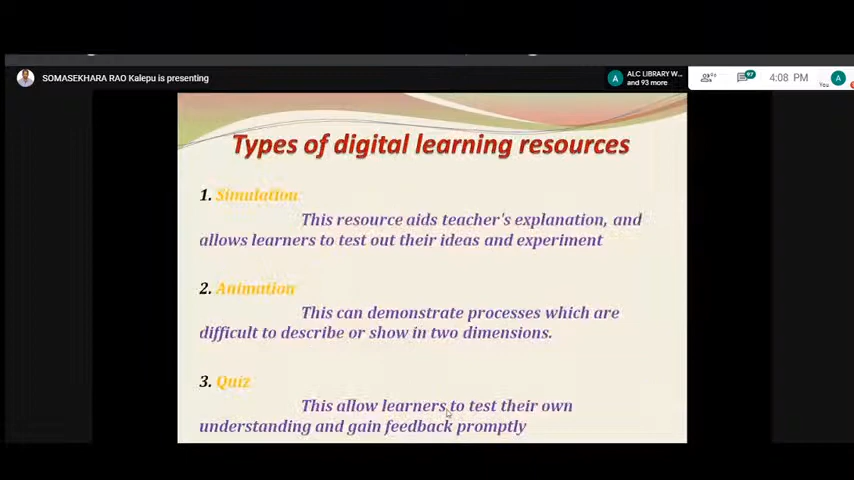 SOMASEKHARA RAO Kalepu is presenting
A
ALC LIBRARY W...
and 93 more
97
4:08 PM
You
A
Types of digital learning resources
1. Simulation
This resource aids teacher's explanation, and
allows learners to test out their ideas and experiment
2. Animation
This can demonstrate processes which are
difficult to describe or show in two dimensions.
3. Quiz
This allow learners to test their own
understanding and gain feedback promptly